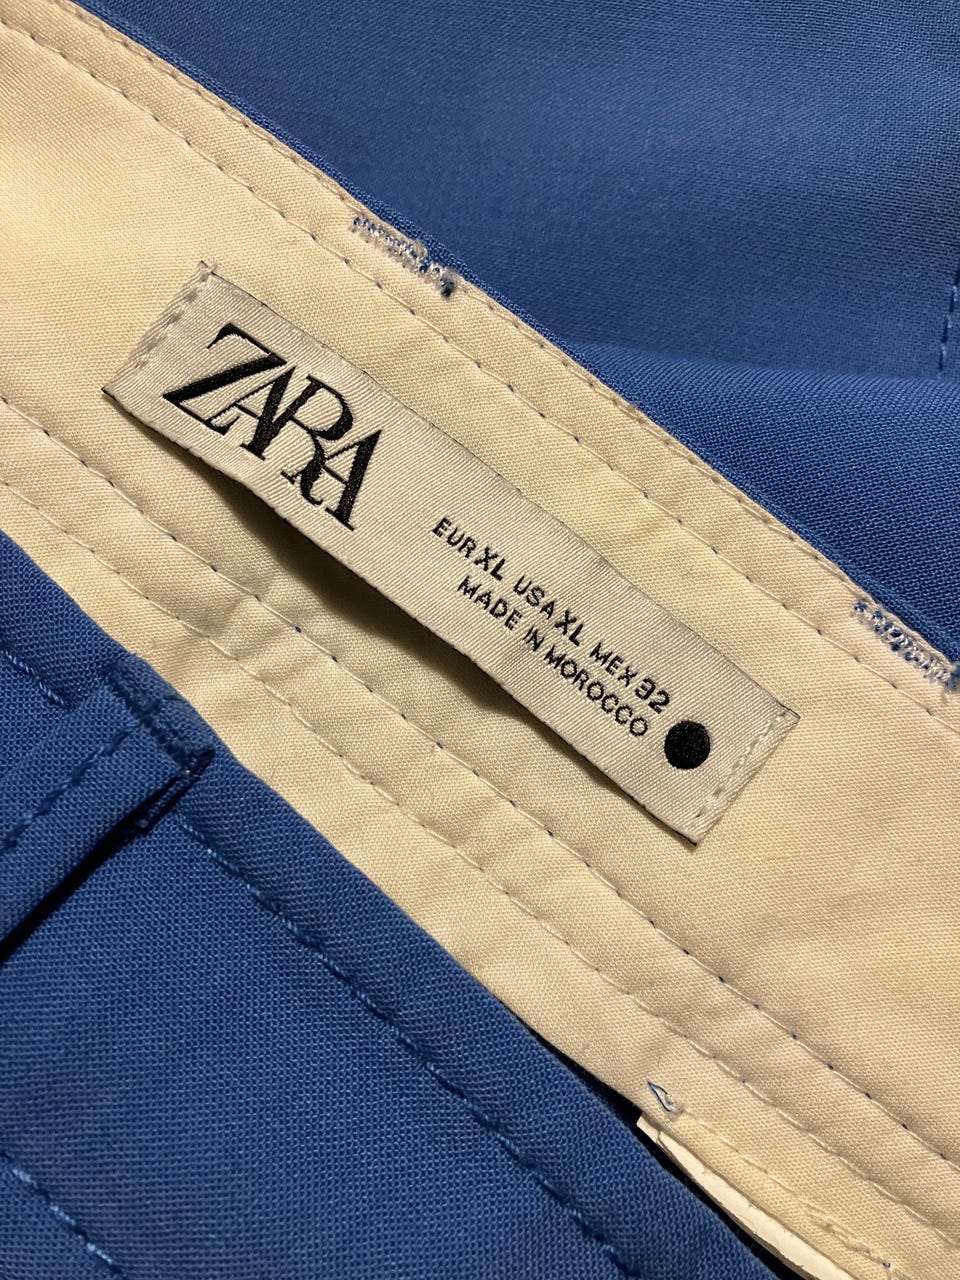 ZARA
EUR XL USA XL MEX 32
MADE IN MOROCCO